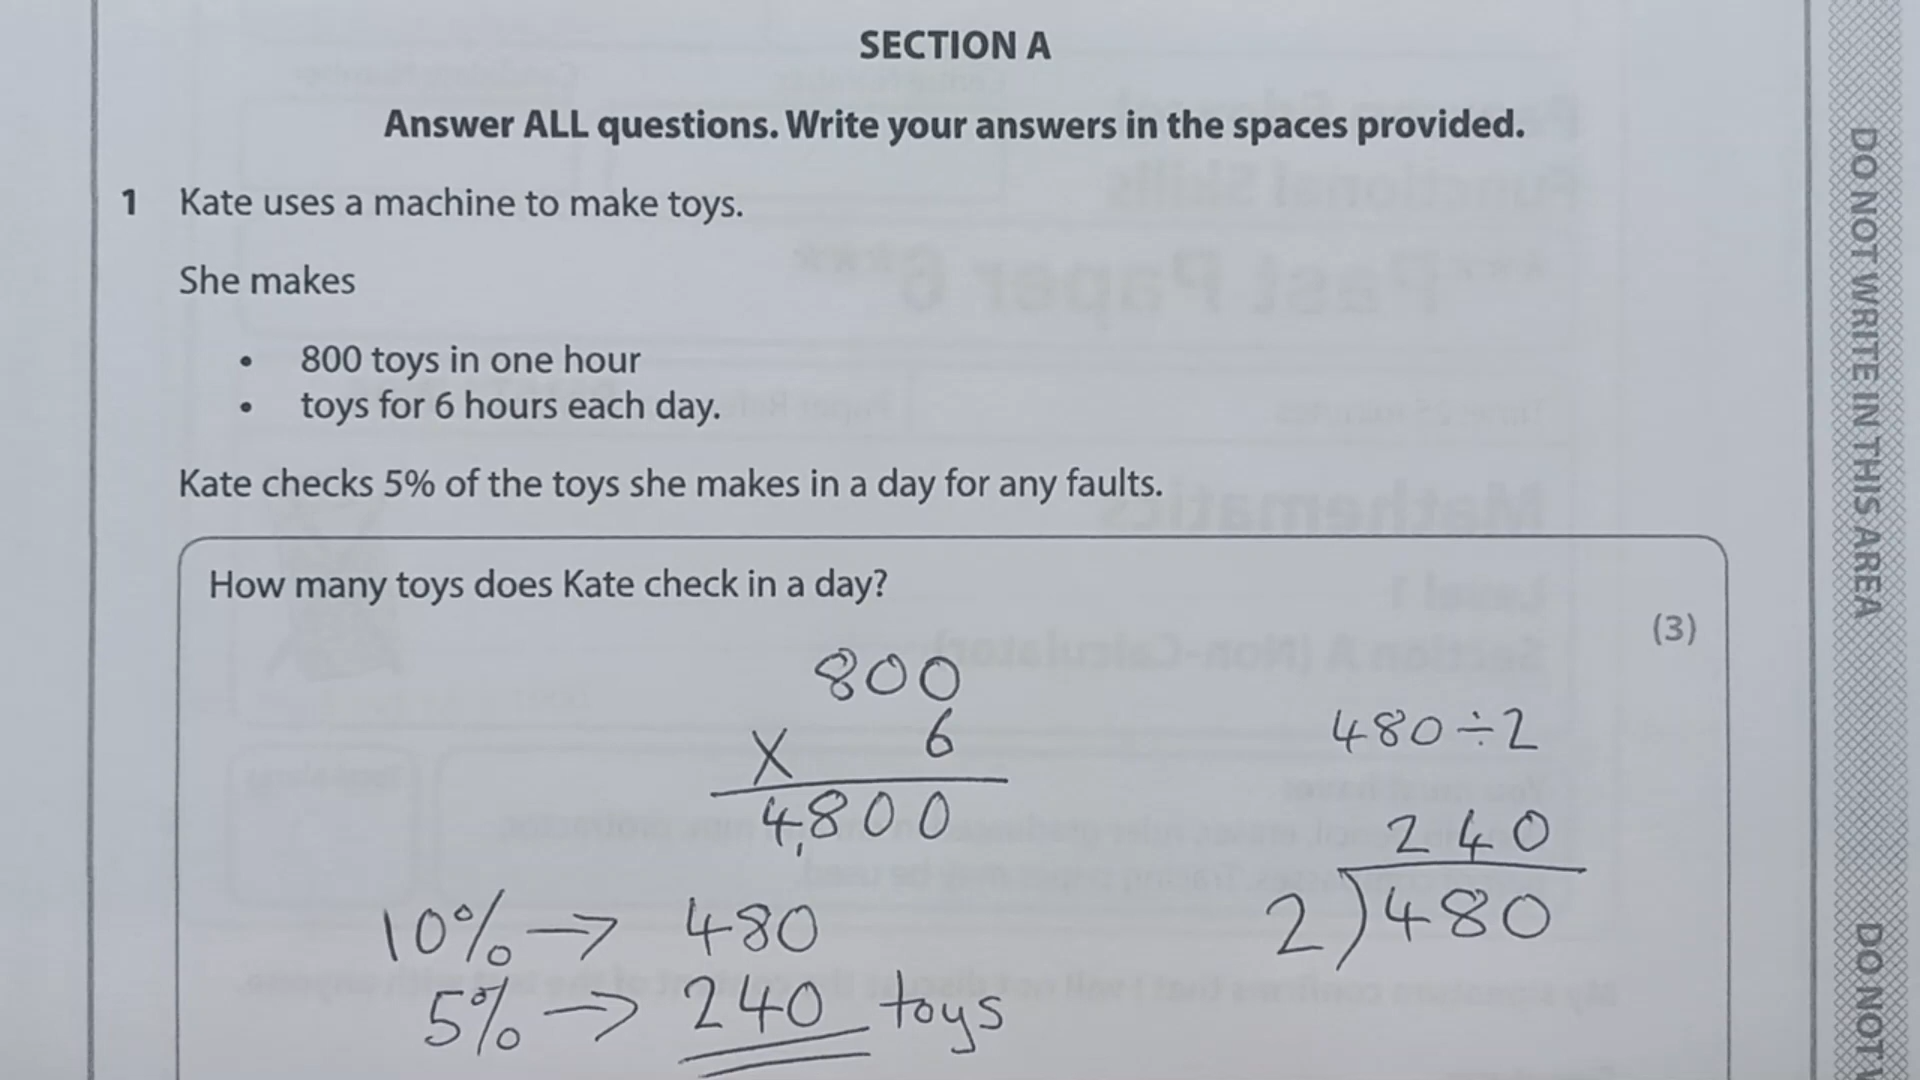 SECTION A
Answer ALL questions. Write your answers in the spaces provided.
1 Kate uses a machine to make toys.
She makes
• 800 toys in one hour
• toys for 6 hours each day.
Kate checks 5% of the toys she makes in a day for any faults.
How many toys does Kate check in a day?
(3)
800
X 6
4,800
10% → 480
5% → 240 toys
480 ÷ 2
240
2)480
DO NOT WRITE IN THIS AREA
DO NOT